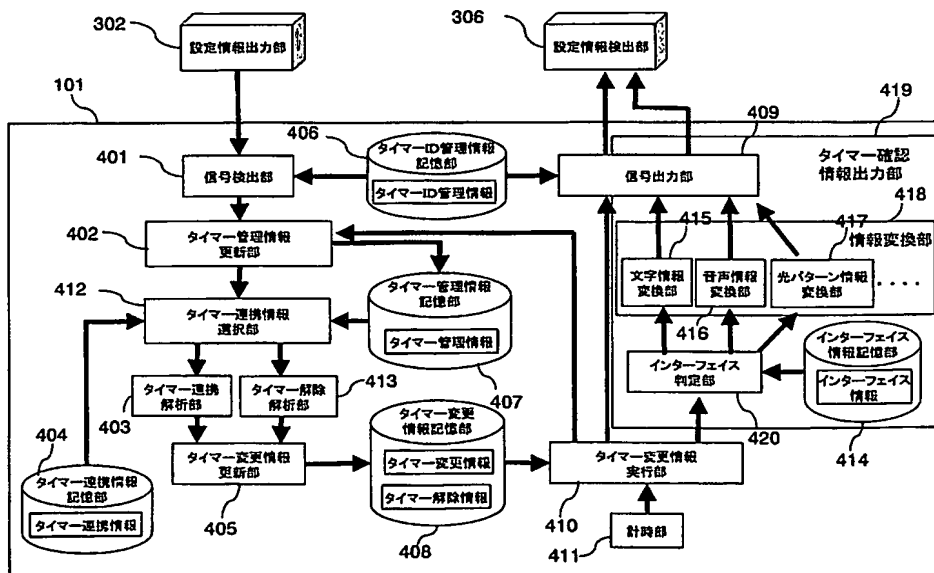 302
設定情報出力部
306
設定情報検出部
101
419
409
406
タイマーID管理情報
記憶部
タイマーID管理情報
401
信号検出部
信号出力部
タイマー確認
情報出力部
402
タイマー管理情報
更新部
415
417
418
情報変換部
文字情報
変換部
音声情報
変換部
光パターン情報
変換部
・・・・
416
412
タイマー連携情報
選択部
タイマー管理情報
記憶部
タイマー管理情報
407
インターフェイス
判定部
420
インターフェイス
情報記憶部
インターフェイス
情報
414
タイマー連携
解析部
403
タイマー解除
解析部
413
404
タイマー連携情報
記憶部
タイマー連携情報
タイマー変更情報
更新部
405
タイマー変更
情報記憶部
タイマー変更情報
タイマー解除情報
408
タイマー変更情報
実行部
410
計時部
411